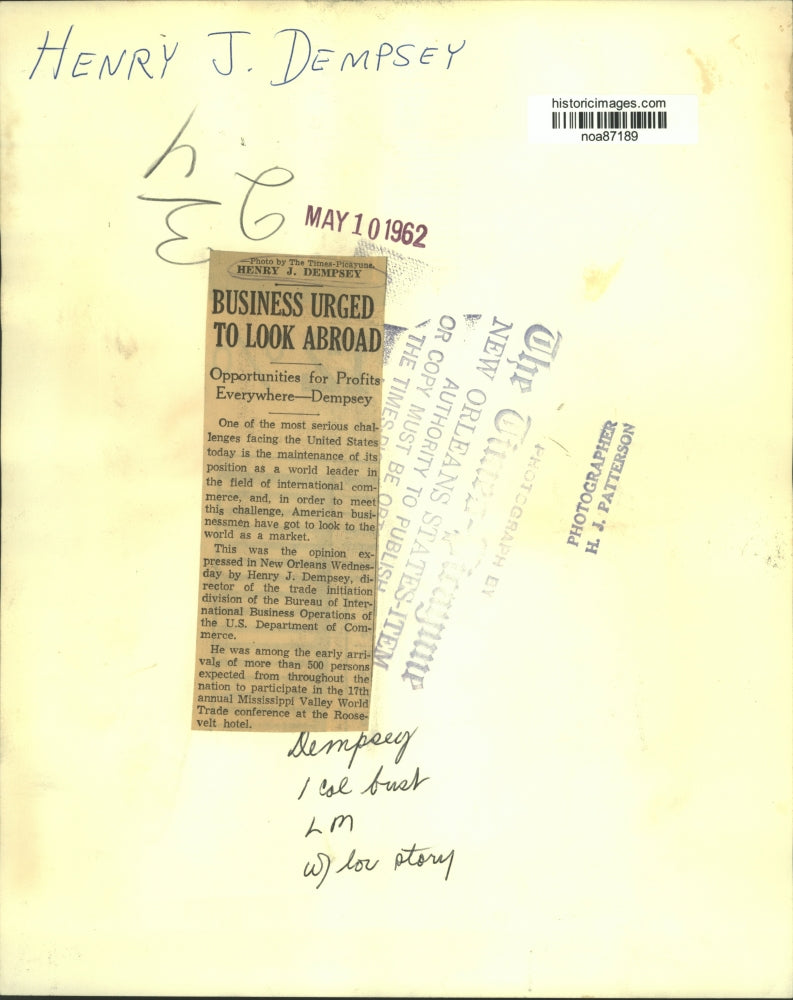 HENRY J. DEMPSEY
historicimages.com
noa87189
MAY 10 1962
—Photo by The Times-Picayune.
HENRY J. DEMPSEY
BUSINESS URGED
TO LOOK ABROAD
Opportunities for Profits
Everywhere—Dempsey
One of the most serious chal-
lenges facing the United States
today is the maintenance of its
position as a world leader in
the field of international com-
merce, and, in order to meet
this challenge, American busi-
nessmen have got to look to the
world as a market.
This was the opinion ex-
pressed in New Orleans Wednes-
day by Henry J. Dempsey, di-
rector of the trade initiation
division of the Bureau of Inter-
national Business Operations of
the U.S. Department of Com-
merce.
He was among the early arri-
vals of more than 500 persons
expected from throughout the
nation to participate in the 17th
annual Mississippi Valley World
Trade conference at the Roose-
velt hotel.
PHOTOGRAPH BY
The Times-Picayune
NEW ORLEANS STATES-ITEM
AUTHORITY TO PUBLISH
OR COPY MUST BE
THE TIMES
PHOTOGRAPHER
H. J. PATTERSON
Dempsey
1 col bust
LM
w/ loc story